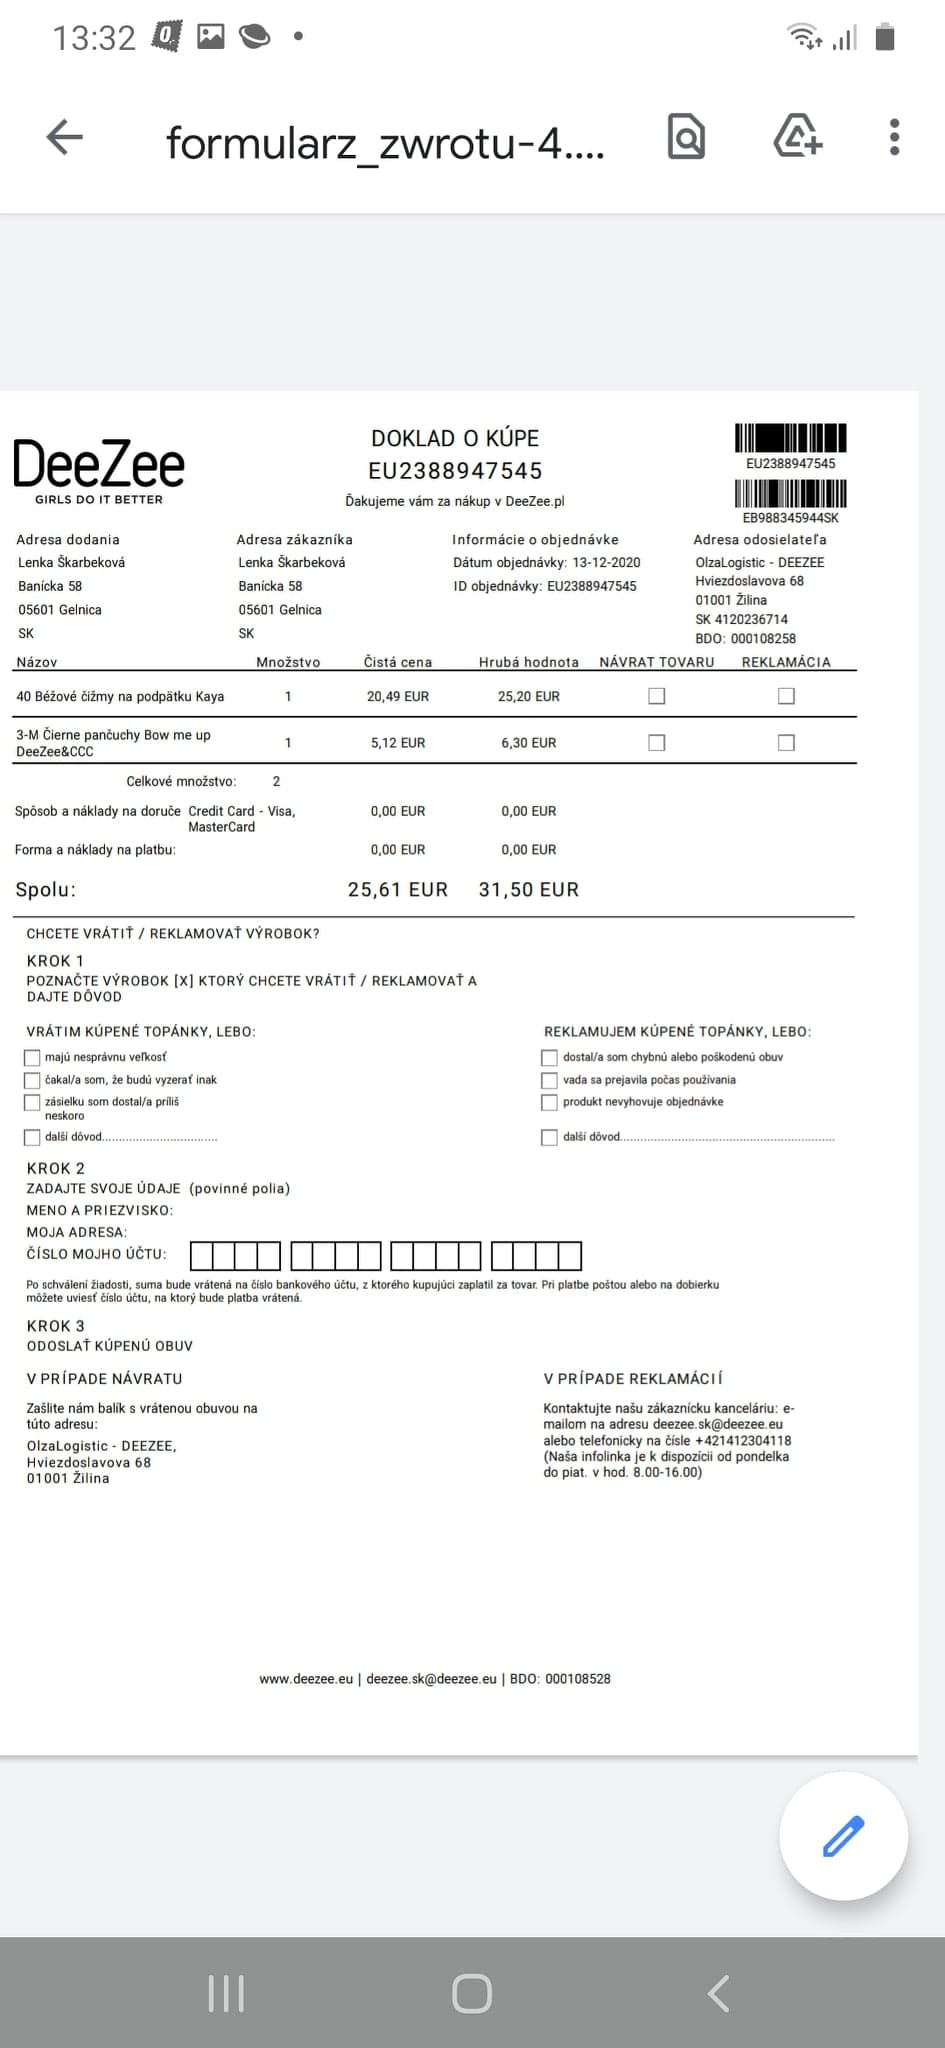 13:32
formularz_zwrotu-4....
DeeZee
GIRLS DO IT BETTER
DOKLAD O KÚPE
EU2388947545
Ďakujeme vám za nákup v DeeZee.pl
EU2388947545
EB988345944SK
Adresa dodania
Lenka Škarbeková
Banícka 58
05601 Gelnica
SK
Adresa zákazníka
Lenka Škarbeková
Banícka 58
05601 Gelnica
SK
Informácie o objednávke
Dátum objednávky: 13-12-2020
ID objednávky: EU2388947545
Adresa odosielateľa
OlzaLogistic - DEEZEE
Hviezdoslavova 68
01001 Žilina
SK 4120236714
BDO: 000108258
Názov Množstvo Čistá cena Hrubá hodnota NÁVRAT TOVARU REKLAMÁCIA
40 Béžové čižmy na podpätku Kaya 1 20,49 EUR 25,20 EUR
3-M Čierne pančuchy Bow me up
DeeZee&CCC 1 5,12 EUR 6,30 EUR
Celkové množstvo: 2
Spôsob a náklady na doruče Credit Card - Visa, 0,00 EUR 0,00 EUR
MasterCard
Forma a náklady na platbu: 0,00 EUR 0,00 EUR
Spolu: 25,61 EUR 31,50 EUR
CHCETE VRÁTIŤ / REKLAMOVAŤ VÝROBOK?
KROK 1
POZNAČTE VÝROBOK [X] KTORÝ CHCETE VRÁTIŤ / REKLAMOVAŤ A
DAJTE DÔVOD
VRÁTIM KÚPENÉ TOPÁNKY, LEBO:
majú nesprávnu veľkosť
čakal/a som, že budú vyzerať inak
zásielku som dostal/a príliš
neskoro
další dôvod..................................
REKLAMUJEM KÚPENÉ TOPÁNKY, LEBO:
dostal/a som chybnú alebo poškodenú obuv
vada sa prejavila počas používania
produkt nevyhovuje objednávke
další dôvod................................................................
KROK 2
ZADAJTE SVOJE ÚDAJE (povinné polia)
MENO A PRIEZVISKO:
MOJA ADRESA:
ČÍSLO MOJHO ÚČTU:
Po schválení žiadosti, suma bude vrátená na číslo bankového účtu, z ktorého kupujúci zaplatil za tovar. Pri platbe poštou alebo na dobierku
môžete uviesť číslo účtu, na ktorý bude platba vrátená.
KROK 3
ODOSLAŤ KÚPENÚ OBUV
V PRÍPADE NÁVRATU
Zašlite nám balík s vrátenou obuvou na
túto adresu:
OlzaLogistic - DEEZEE,
Hviezdoslavova 68
01001 Žilina
V PRÍPADE REKLAMÁCIÍ
Kontaktujte našu zákaznícku kanceláriu: e-
mailom na adresu deezee.sk@deezee.eu
alebo telefonicky na čísle +421412304118
(Naša infolinka je k dispozícii od pondelka
do piat. v hod. 8.00-16.00)
www.deezee.eu | deezee.sk@deezee.eu | BDO: 000108528